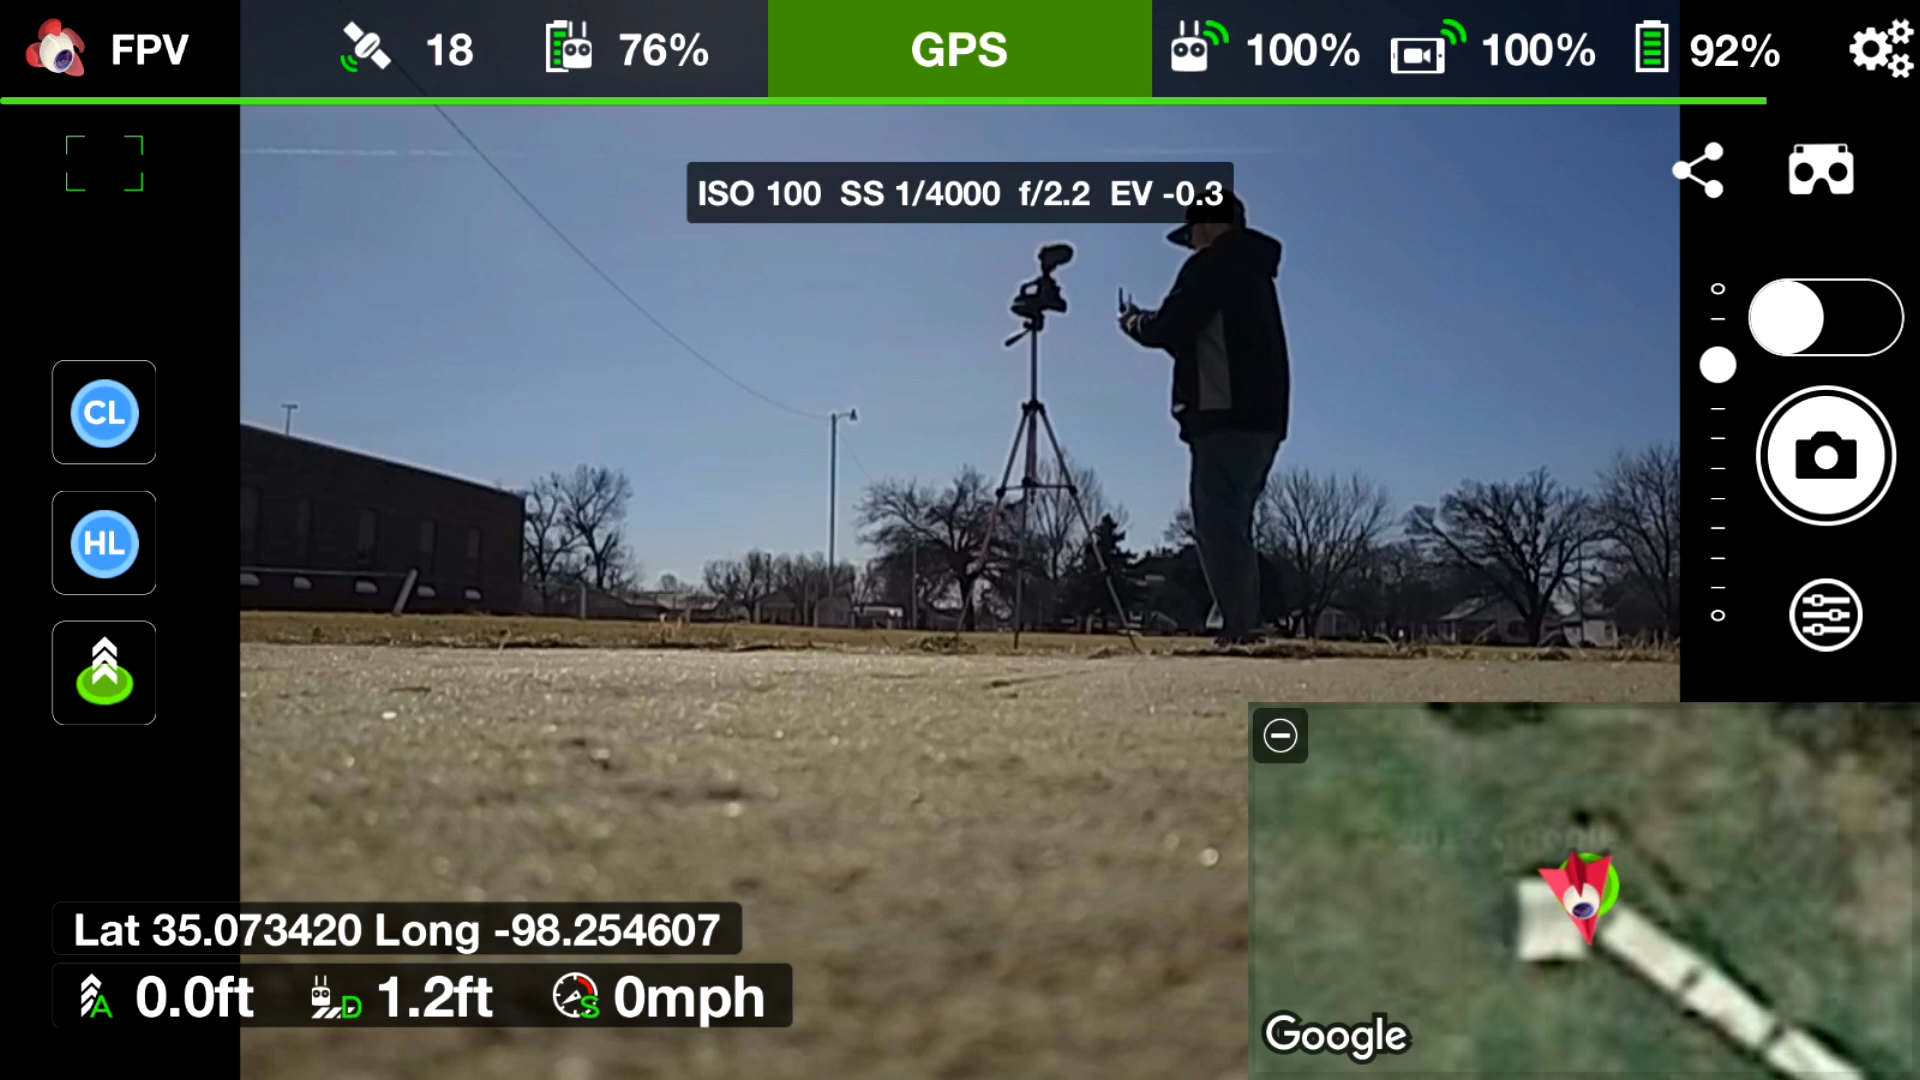 FPV 18 76% GPS 100% 100% 92%
ISO 100 SS 1/4000 f/2.2 EV -0.3
CL
HL
Lat 35.073420 Long -98.254607
A 0.0ft D 1.2ft S 0mph
Google